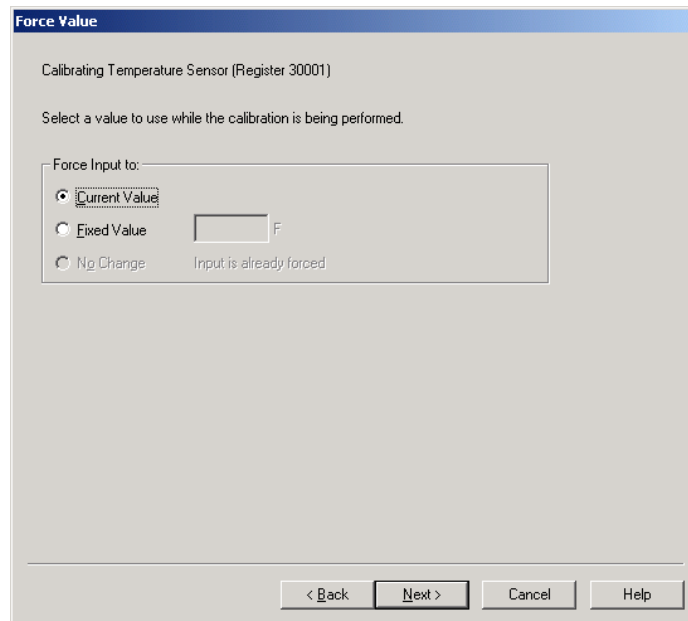 Force Value
Calibrating Temperature Sensor (Register 30001)
Select a value to use while the calibration is being performed.
Force Input to:
Current Value
Fixed Value F
No Change Input is already forced
< Back Next > Cancel Help